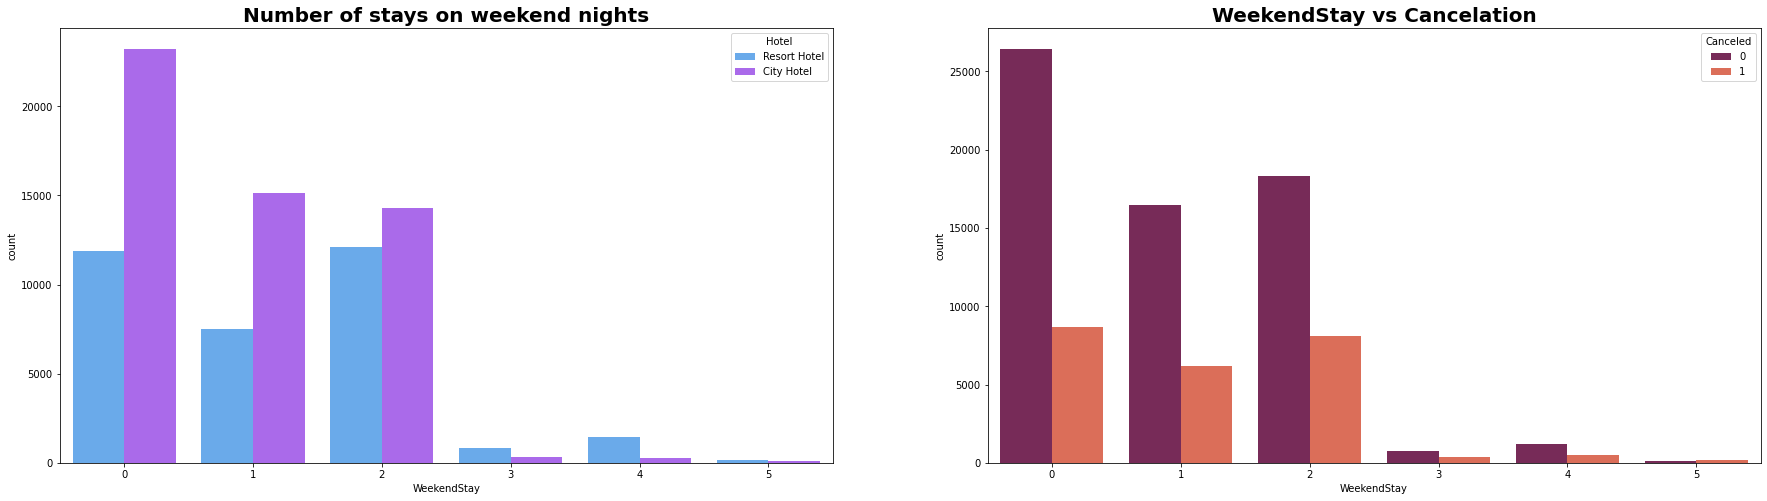 Number of stays on weekend nights
Hotel
Resort Hotel
City Hotel
20000
15000
10000
5000
0
count
0 1 2 3 4 5
WeekendStay
WeekendStay vs Cancelation
Canceled
0
1
25000
20000
15000
10000
5000
0
count
0 1 2 3 4 5
WeekendStay